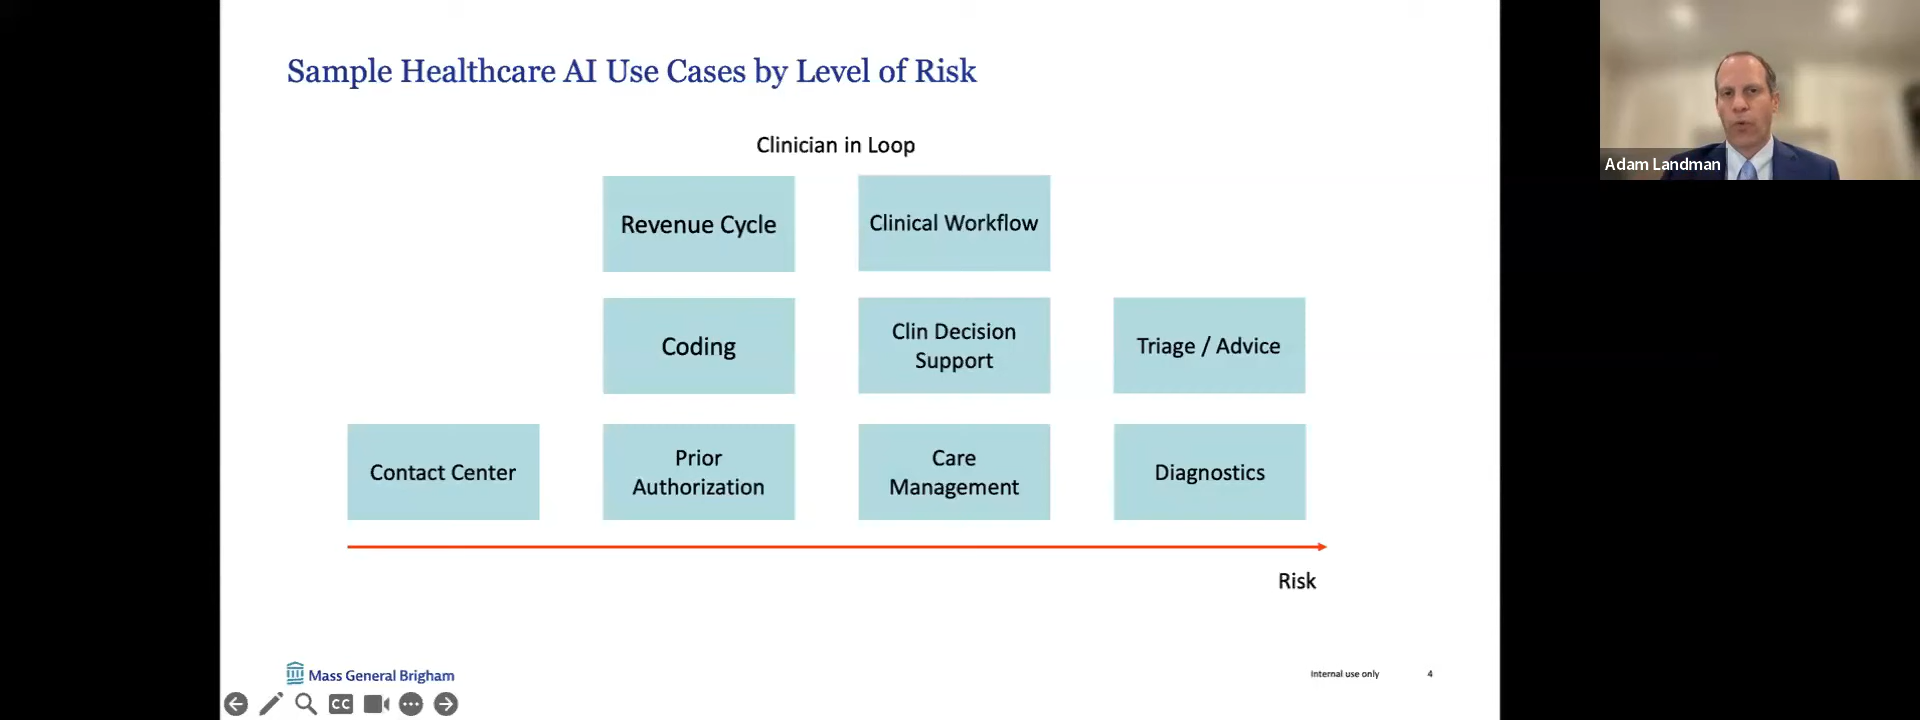 Sample Healthcare AI Use Cases by Level of Risk
Clinician in Loop
Revenue Cycle
Clinical Workflow
Coding
Clin Decision
Support
Triage / Advice
Contact Center
Prior
Authorization
Care
Management
Diagnostics
Risk
Mass General Brigham
Internal use only
4
CC
Adam Landman